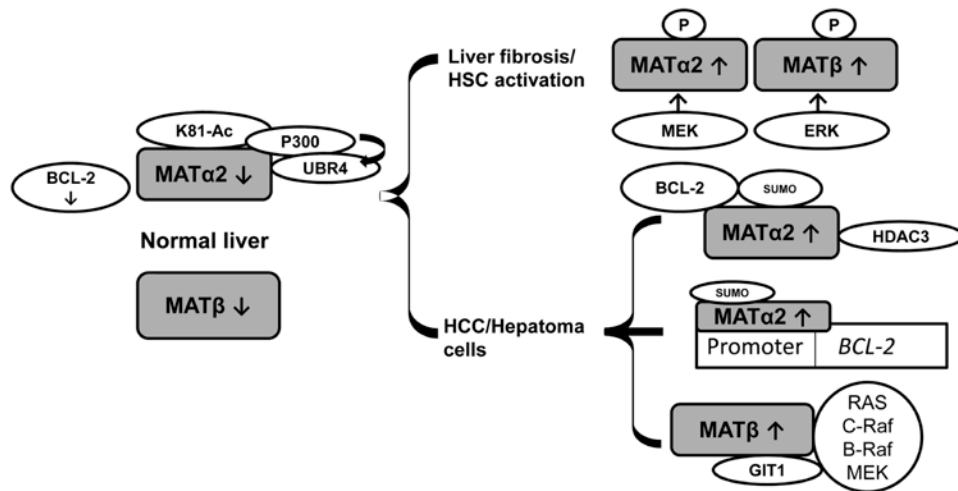 K81-Ac
P300
UBR4
MATα2 ↓
BCL-2
↓
Normal liver
MATβ ↓
Liver fibrosis/
HSC activation
P
MATα2 ↑
MEK
P
MATβ ↑
ERK
HCC/Hepatoma
cells
BCL-2
SUMO
MATα2 ↑
HDAC3
SUMO
MATα2 ↑
Promoter
BCL-2
MATβ ↑
GIT1
RAS
C-Raf
B-Raf
MEK